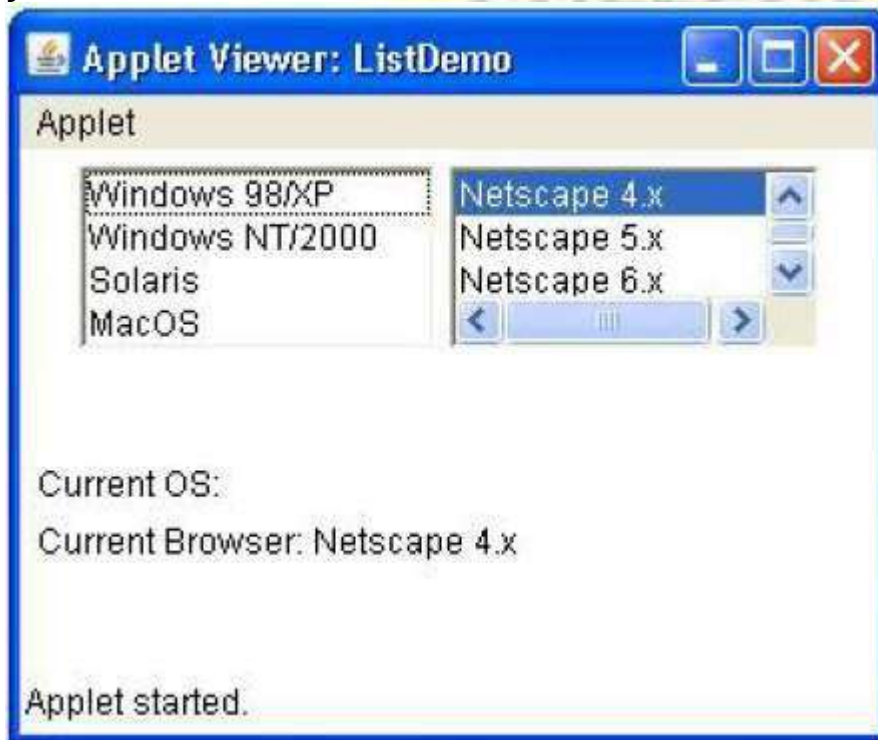 Applet Viewer: ListDemo
Applet
Windows 98/XP
Windows NT/2000
Solaris
MacOS
Netscape 4.x
Netscape 5.x
Netscape 6.x
Current OS:
Current Browser: Netscape 4.x
Applet started.